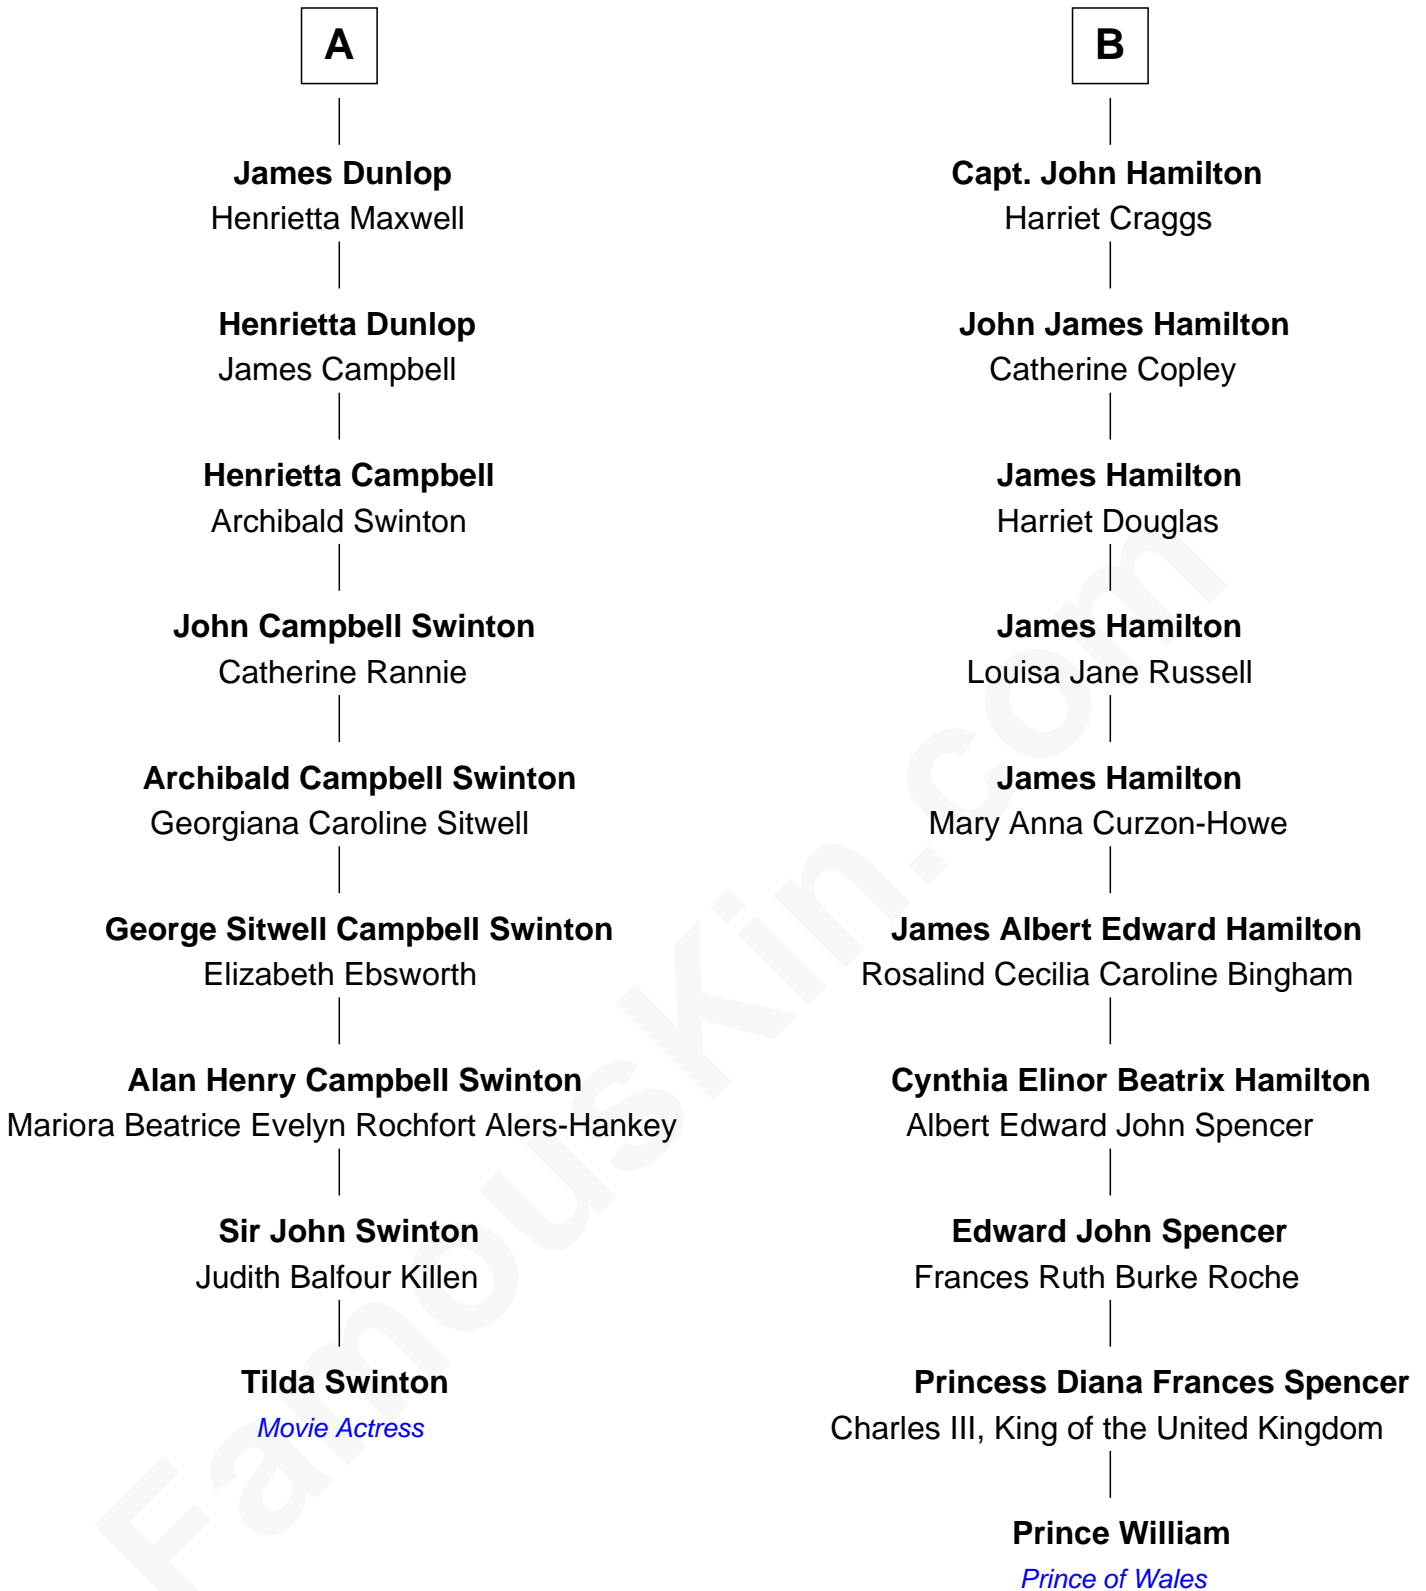 A
James Dunlop
Henrietta Maxwell
Henrietta Dunlop
James Campbell
Henrietta Campbell
Archibald Swinton
John Campbell Swinton
Catherine Rannie
Archibald Campbell Swinton
Georgiana Caroline Sitwell
George Sitwell Campbell Swinton
Elizabeth Ebsworth
Alan Henry Campbell Swinton
Mariora Beatrice Evelyn Rochfort Alers-Hankey
Sir John Swinton
Judith Balfour Killen
Tilda Swinton
Movie Actress
B
Capt. John Hamilton
Harriet Craggs
John James Hamilton
Catherine Copley
James Hamilton
Harriet Douglas
James Hamilton
Louisa Jane Russell
James Hamilton
Mary Anna Curzon-Howe
James Albert Edward Hamilton
Rosalind Cecilia Caroline Bingham
Cynthia Elinor Beatrix Hamilton
Albert Edward John Spencer
Edward John Spencer
Frances Ruth Burke Roche
Princess Diana Frances Spencer
Charles III, King of the United Kingdom
Prince William
Prince of Wales
FamousKin.com